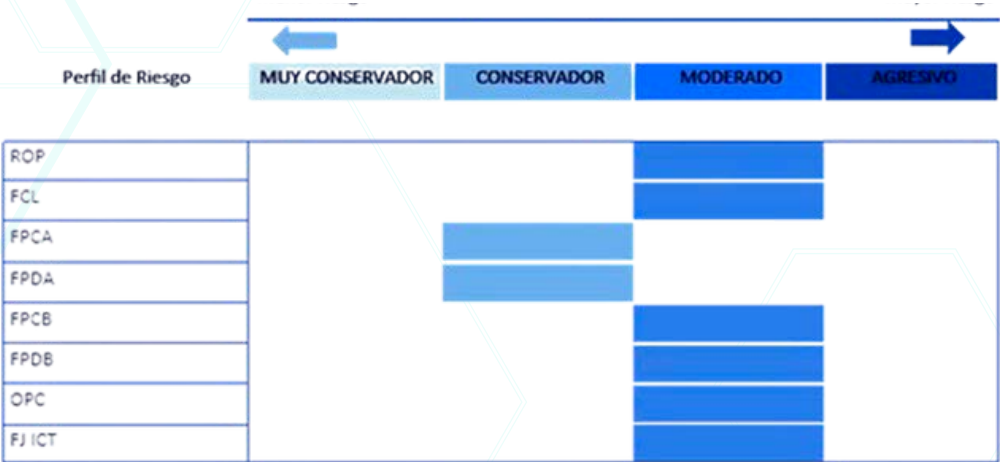 Perfil de Riesgo MUY CONSERVADOR CONSERVADOR MODERADO AGRESIVO
ROP
FCL
FPCA
FPDA
FPCB
FPDB
OPC
FJ ICT